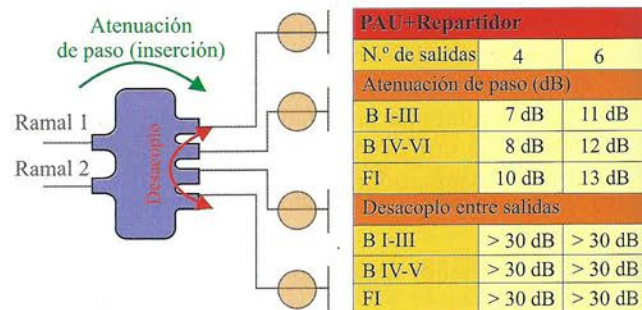 Atenuación
de paso (inserción)
Ramal 1
Ramal 2
Desacoplo
PAU+Repartidor
N.º de salidas 4 6
Atenuación de paso (dB)
B I-III 7 dB 11 dB
B IV-VI 8 dB 12 dB
FI 10 dB 13 dB
Desacoplo entre salidas
B I-III > 30 dB > 30 dB
B IV-V > 30 dB > 30 dB
FI > 30 dB > 30 dB